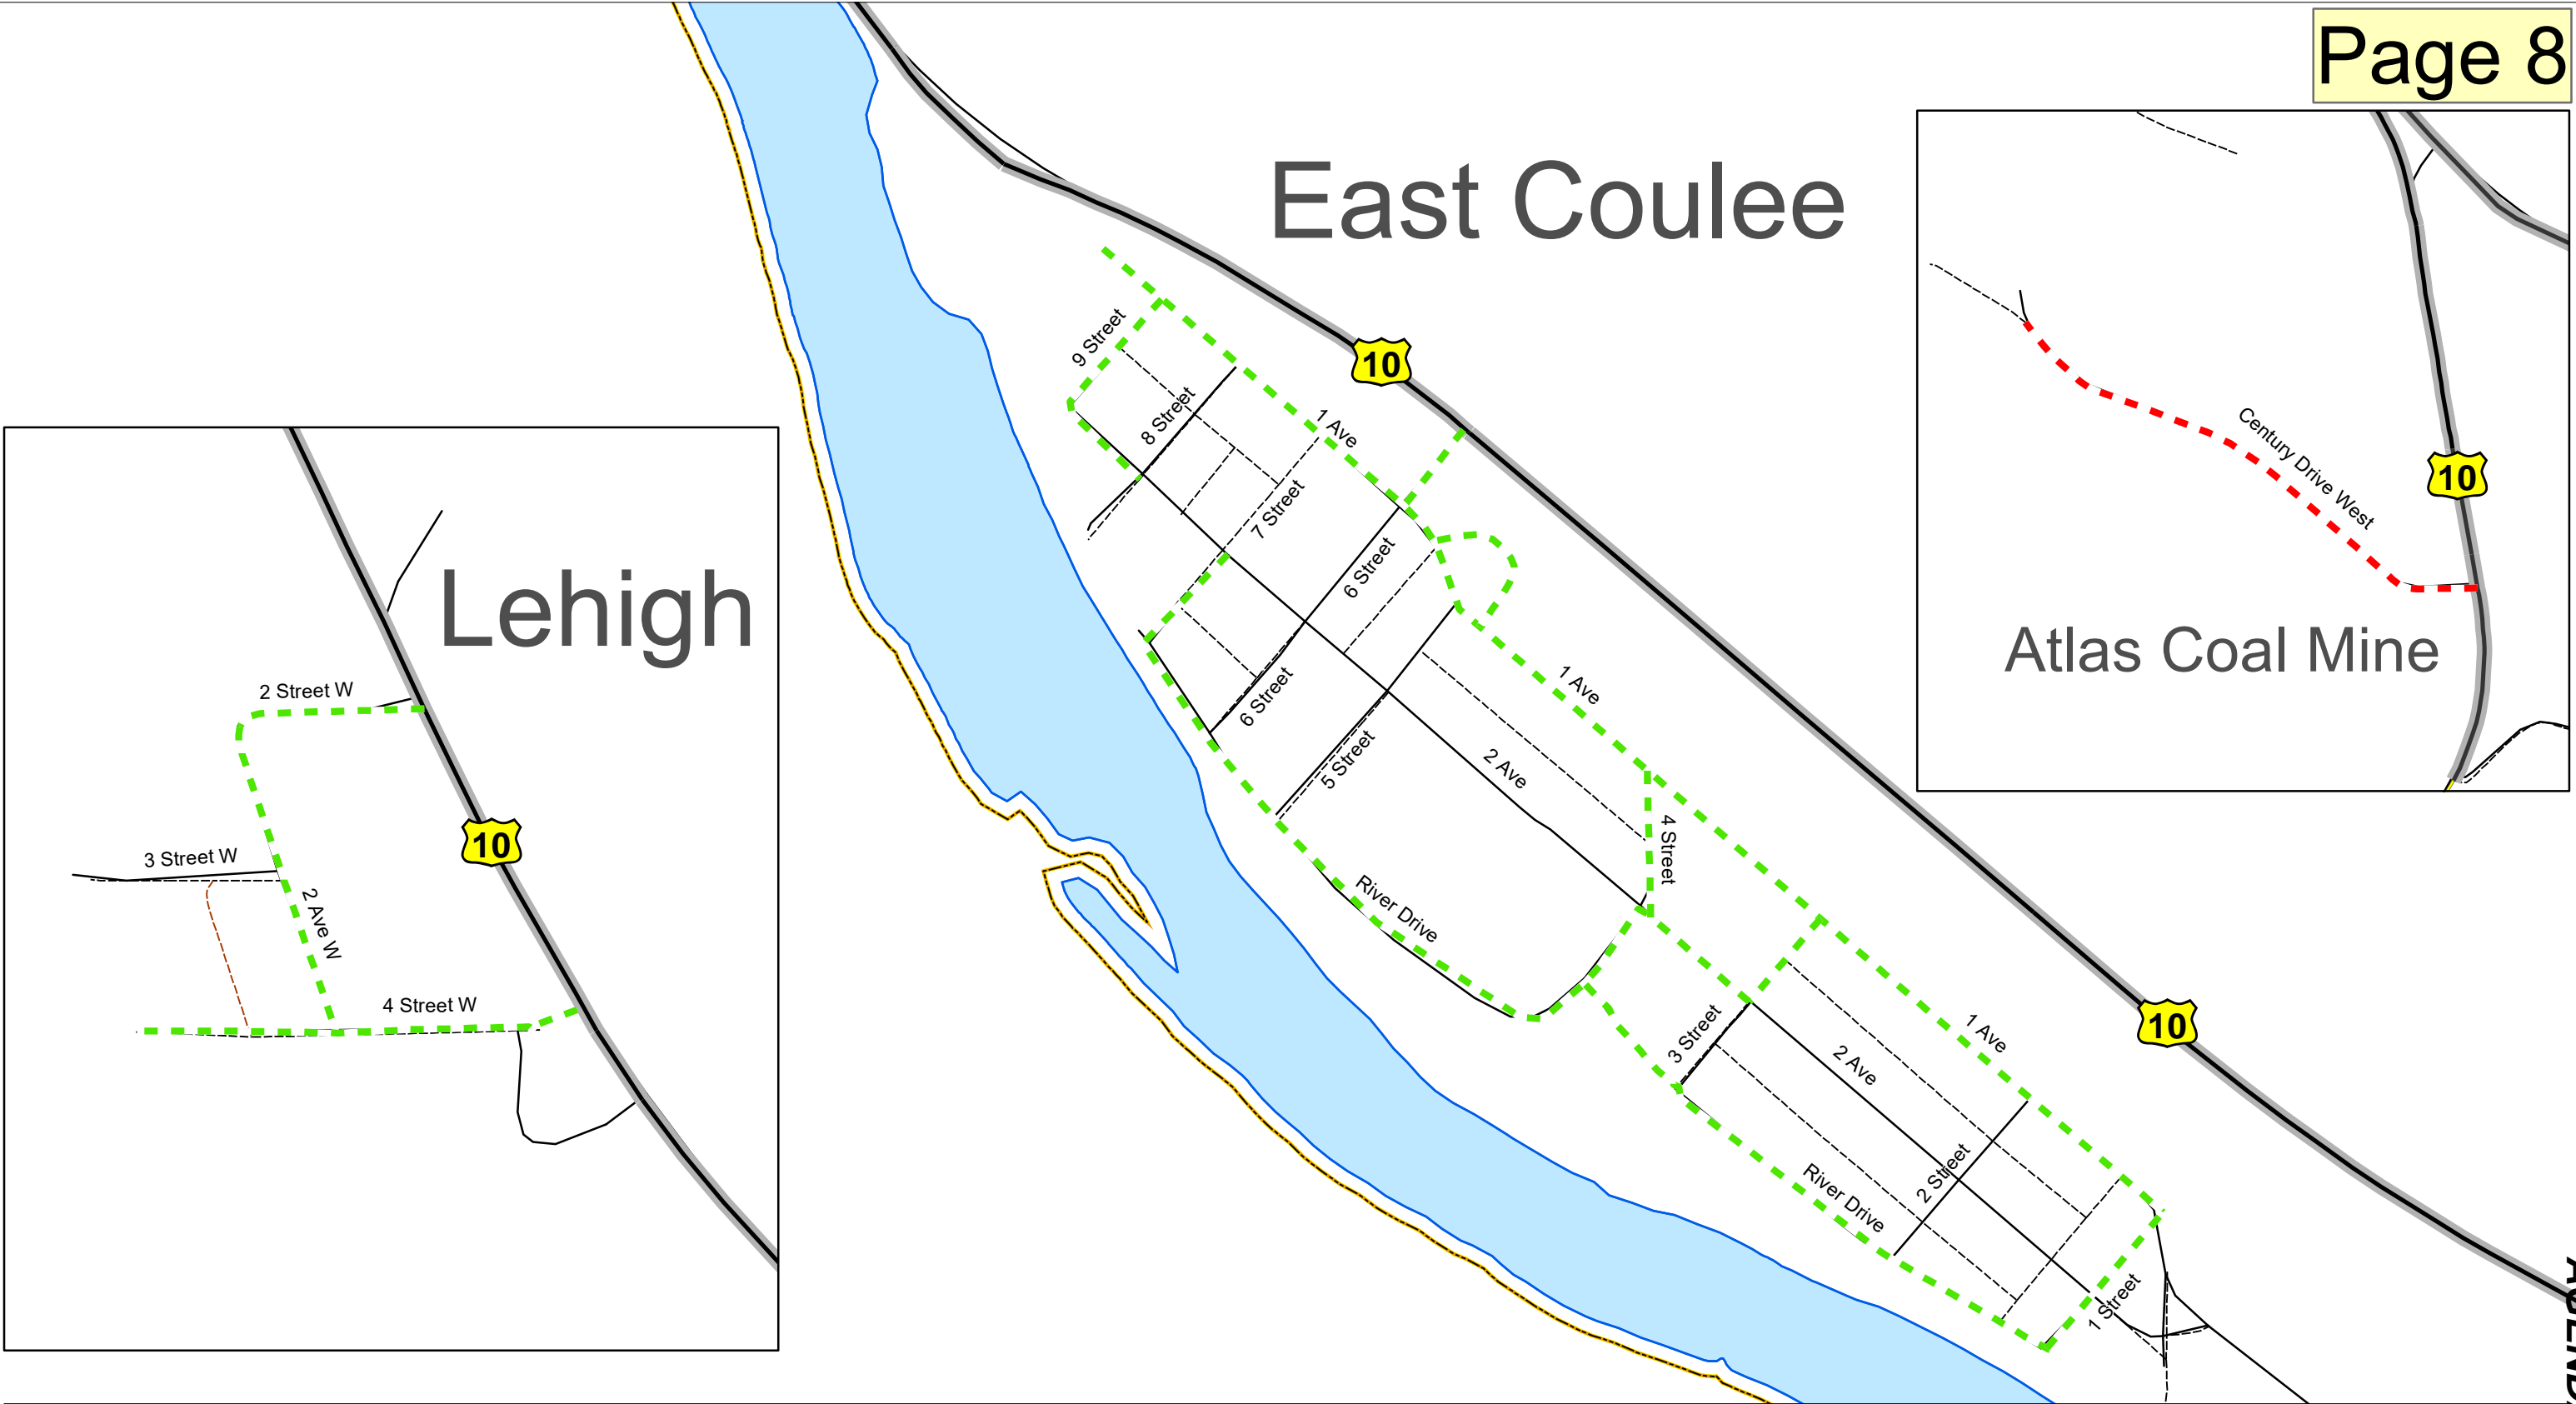 Page 8
East Coulee
9 Street
8 Street
1 Ave
10
7 Street
6 Street
6 Street
5 Street
1 Ave
2 Ave
4 Street
River Drive
3 Street
2 Ave
1 Ave
10
2 Street
River Drive
1 Street
Lehigh
2 Street W
10
3 Street W
2 Ave W
4 Street W
Century Drive West
10
Atlas Coal Mine